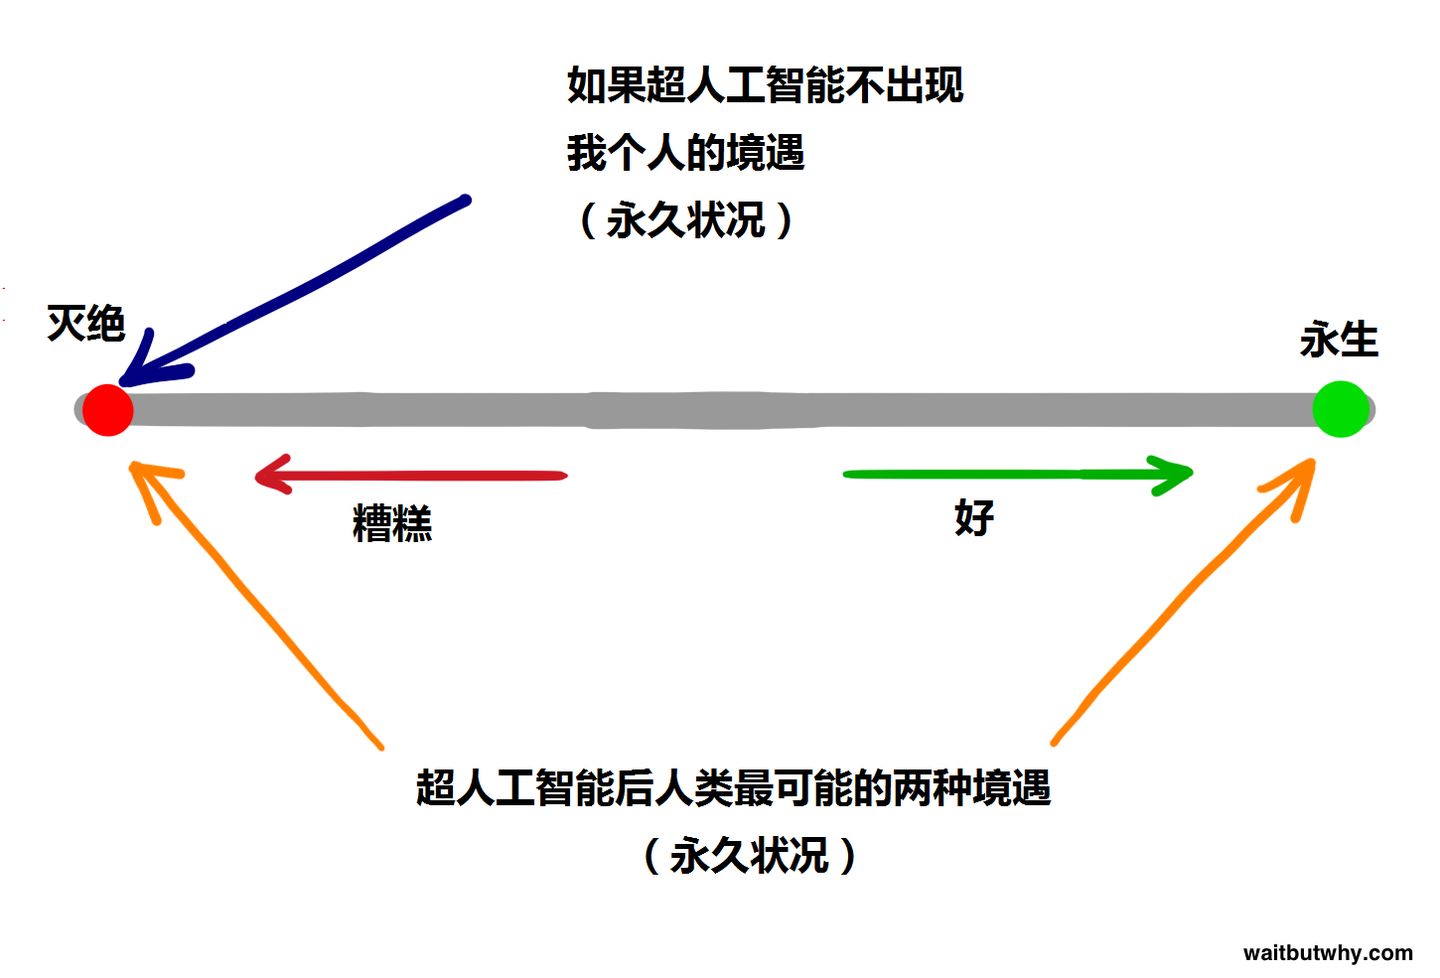 如果超人工智能不出现
我个人的境遇
（永久状况）
灭绝
永生
糟糕
好
超人工智能后人类最可能的两种境遇
（永久状况）
waitbutwhy.com